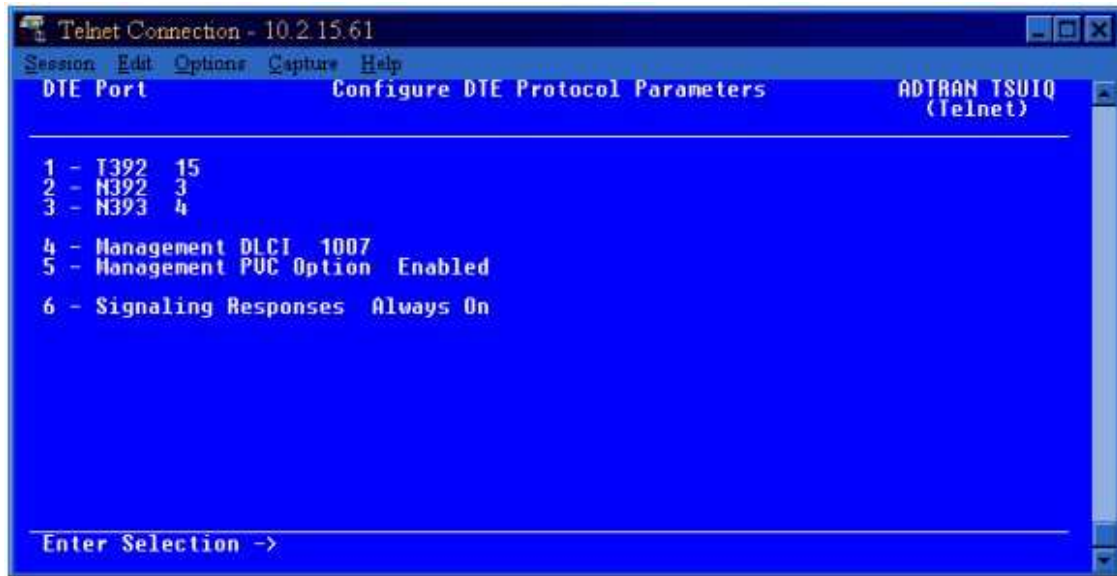 Telnet Connection - 10.2.15.61
Session Edit Options Capture Help
DTE Port Configure DTE Protocol Parameters ADTRAN TSUIQ
(Telnet)
1 - T392 15
2 - N392 3
3 - N393 4
4 - Management DLCI 1007
5 - Management PVC Option Enabled
6 - Signaling Responses Always On
Enter Selection ->